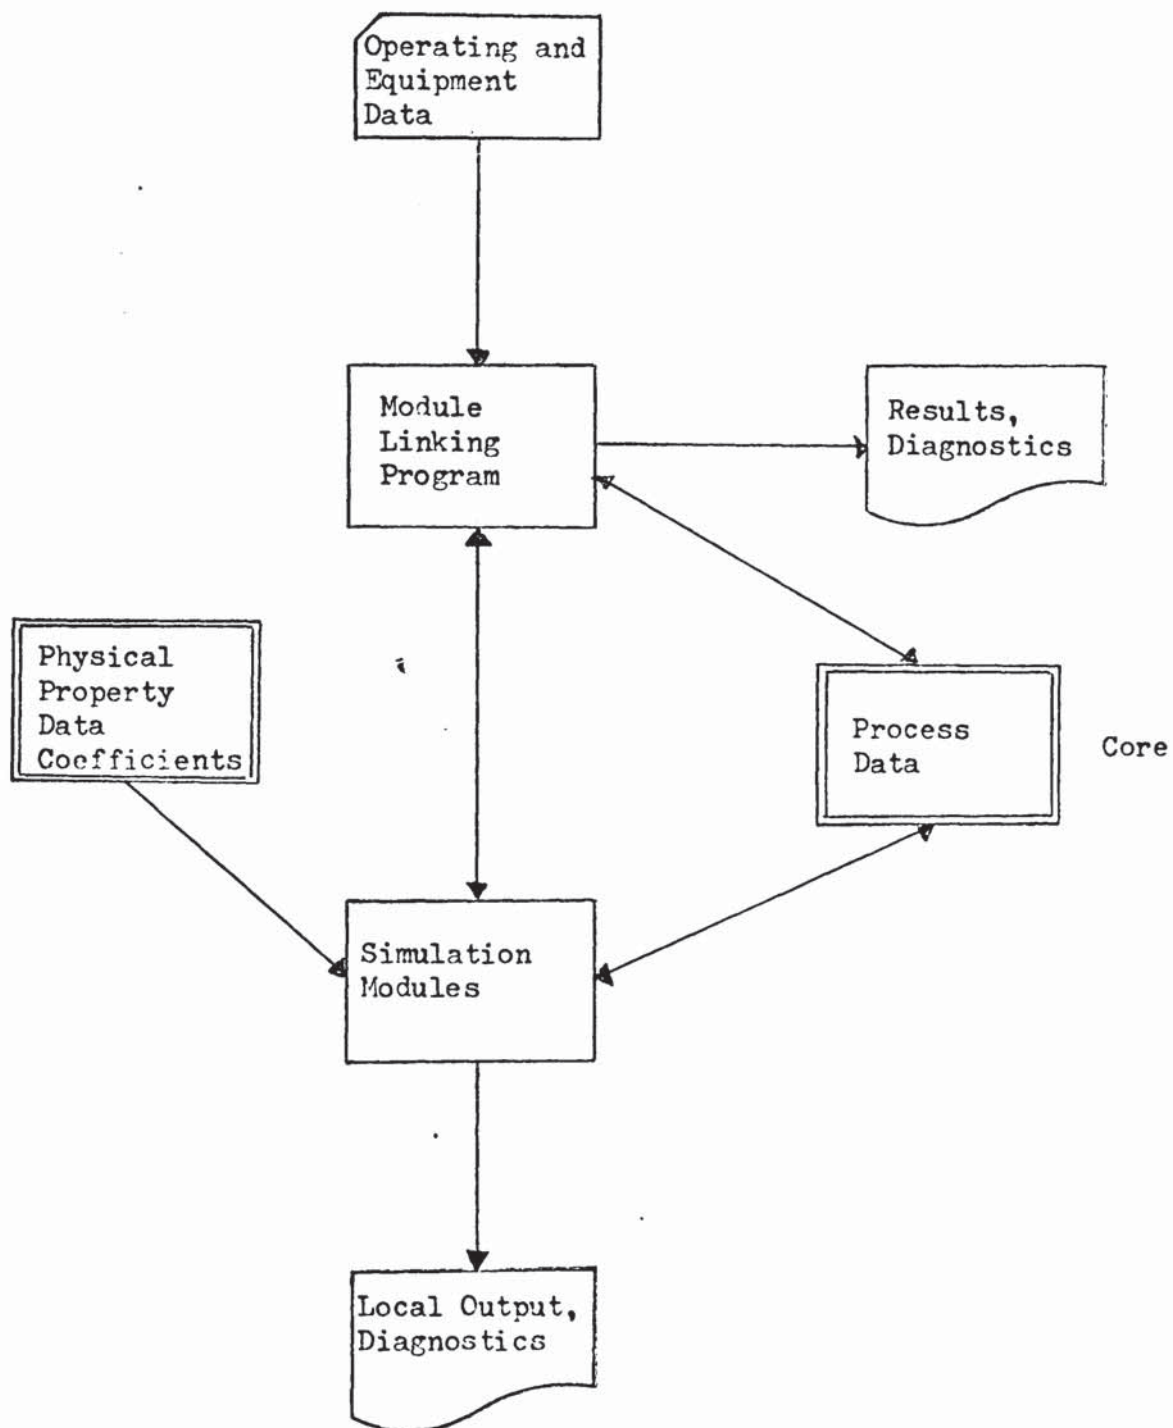 Operating and
Equipment
Data
Module
Linking
Program
Results,
Diagnostics
Physical
Property
Data
Coefficients
Process
Data
Core
Simulation
Modules
Local Output,
Diagnostics